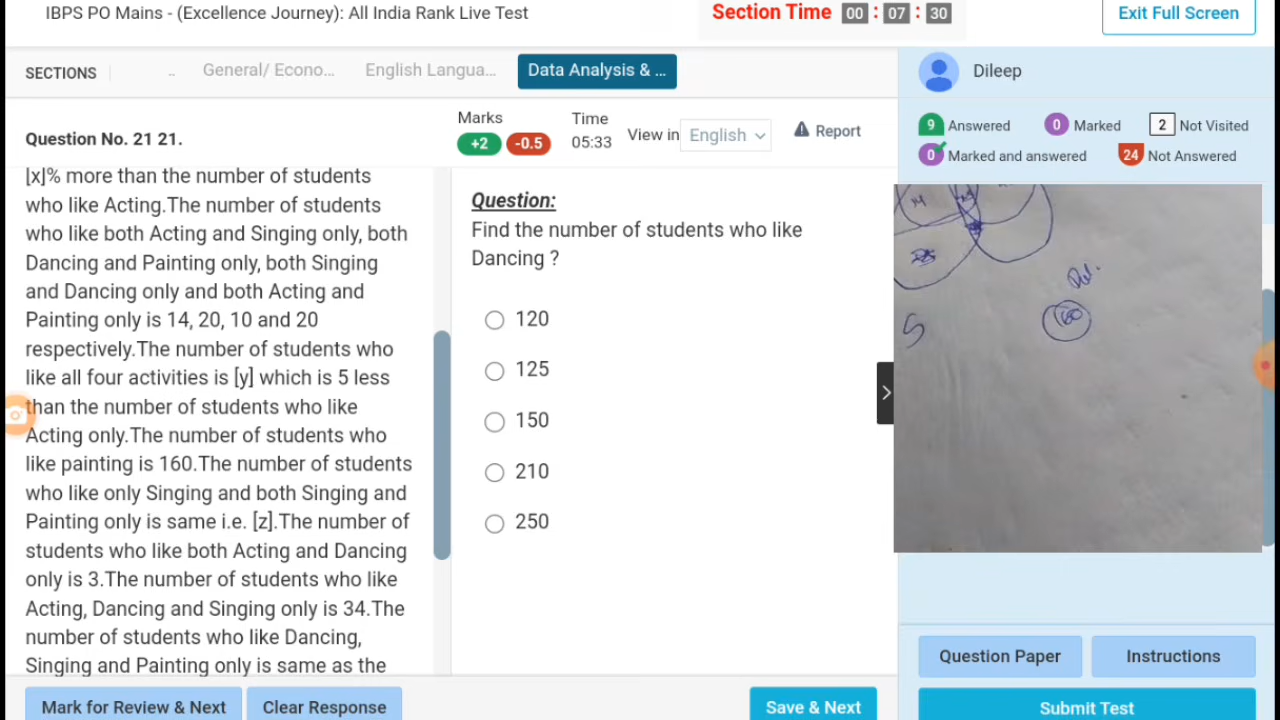 IBPS PO Mains - (Excellence Journey): All India Rank Live Test
Section Time 00 : 07 : 30
Exit Full Screen
SECTIONS
..
General/ Econo...
English Langua...
Data Analysis & ...
Dileep
Question No. 21 21.
Marks
+2 -0.5
Time
05:33
View in English
Report
9 Answered
0 Marked
2 Not Visited
0 Marked and answered
24 Not Answered
[x]% more than the number of students
who like Acting.The number of students
who like both Acting and Singing only, both
Dancing and Painting only, both Singing
and Dancing only and both Acting and
Painting only is 14, 20, 10 and 20
respectively.The number of students who
like all four activities is [y] which is 5 less
than the number of students who like
Acting only.The number of students who
like painting is 160.The number of students
who like only Singing and both Singing and
Painting only is same i.e. [z].The number of
students who like both Acting and Dancing
only is 3.The number of students who like
Acting, Dancing and Singing only is 34.The
number of students who like Dancing,
Singing and Painting only is same as the
Question:
Find the number of students who like
Dancing ?
120
125
150
210
250
14
S
60
Mark for Review & Next
Clear Response
Save & Next
Question Paper
Instructions
Submit Test